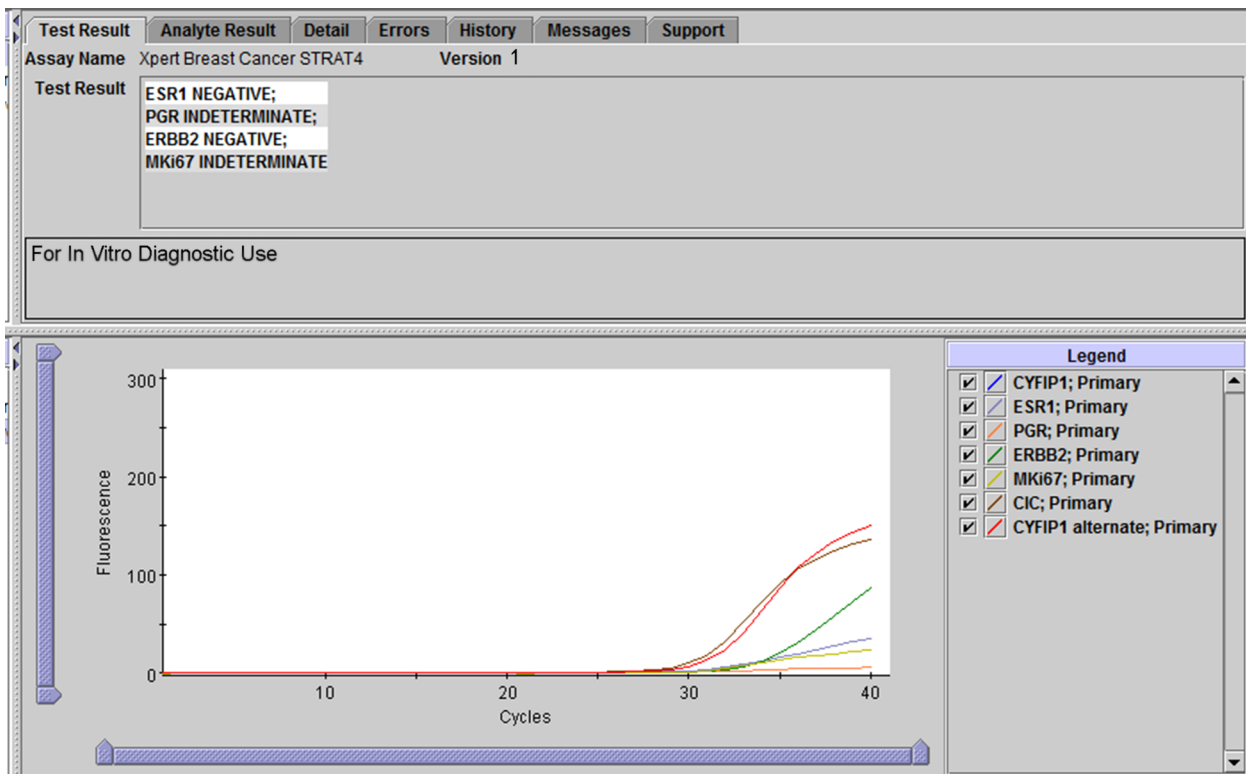 Test Result Analyte Result Detail Errors History Messages Support
Assay Name Xpert Breast Cancer STRAT4 Version 1
Test Result ESR1 NEGATIVE;
PGR INDETERMINATE;
ERBB2 NEGATIVE;
MKi67 INDETERMINATE
For In Vitro Diagnostic Use
300
200
100
0
Fluorescence
10 20 30 40
Cycles
Legend
CYFIP1; Primary
ESR1; Primary
PGR; Primary
ERBB2; Primary
MKi67; Primary
CIC; Primary
CYFIP1 alternate; Primary